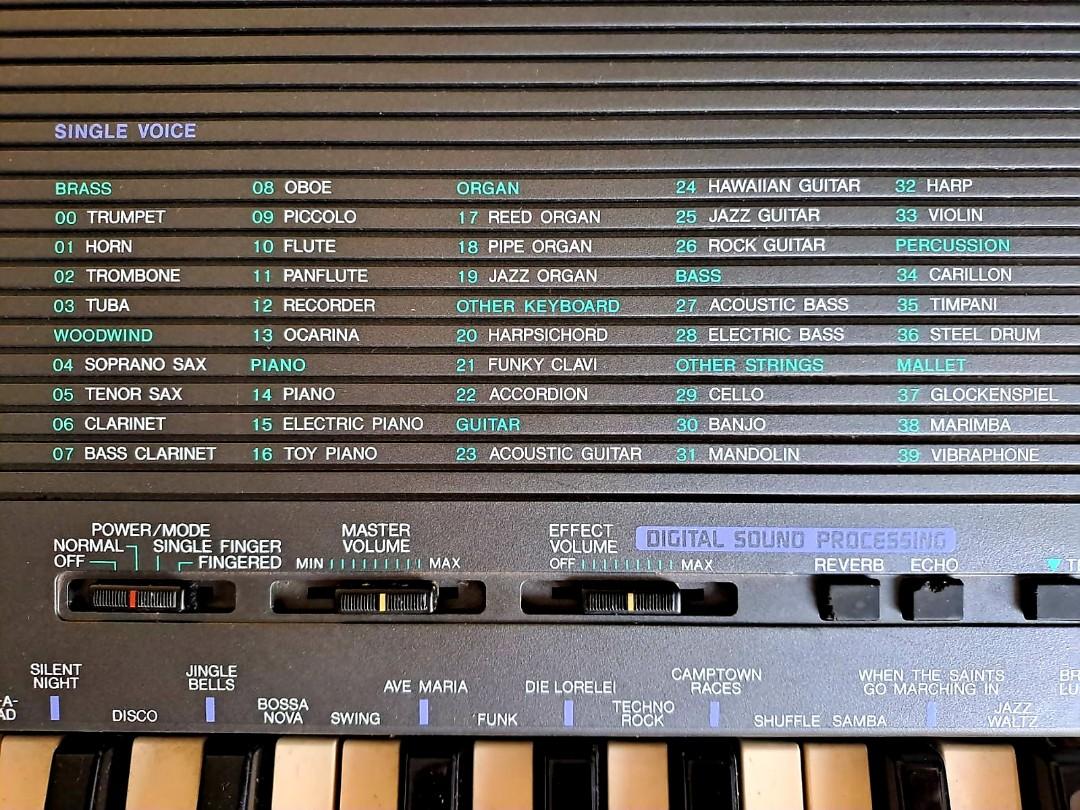 SINGLE VOICE
BRASS
00 TRUMPET
01 HORN
02 TROMBONE
03 TUBA
WOODWIND
04 SOPRANO SAX
05 TENOR SAX
06 CLARINET
07 BASS CLARINET
08 OBOE
09 PICCOLO
10 FLUTE
11 PANFLUTE
12 RECORDER
13 OCARINA
PIANO
14 PIANO
15 ELECTRIC PIANO
16 TOY PIANO
ORGAN
17 REED ORGAN
18 PIPE ORGAN
19 JAZZ ORGAN
OTHER KEYBOARD
20 HARPSICHORD
21 FUNKY CLAVI
22 ACCORDION
GUITAR
23 ACOUSTIC GUITAR
24 HAWAIIAN GUITAR
25 JAZZ GUITAR
26 ROCK GUITAR
BASS
27 ACOUSTIC BASS
28 ELECTRIC BASS
OTHER STRINGS
29 CELLO
30 BANJO
31 MANDOLIN
32 HARP
33 VIOLIN
PERCUSSION
34 CARILLON
35 TIMPANI
36 STEEL DRUM
MALLET
37 GLOCKENSPIEL
38 MARIMBA
39 VIBRAPHONE
POWER/MODE
NORMAL
SINGLE FINGER
OFF
FINGERED
MASTER
VOLUME
MIN
MAX
EFFECT
VOLUME
OFF
MAX
DIGITAL SOUND PROCESSING
REVERB
ECHO
SILENT
NIGHT
DISCO
JINGLE
BELLS
BOSSA
NOVA
SWING
AVE MARIA
FUNK
DIE LORELEI
TECHNO
ROCK
CAMPTOWN
RACES
SHUFFLE
SAMBA
WHEN THE SAINTS
GO MARCHING IN
JAZZ
WALTZ